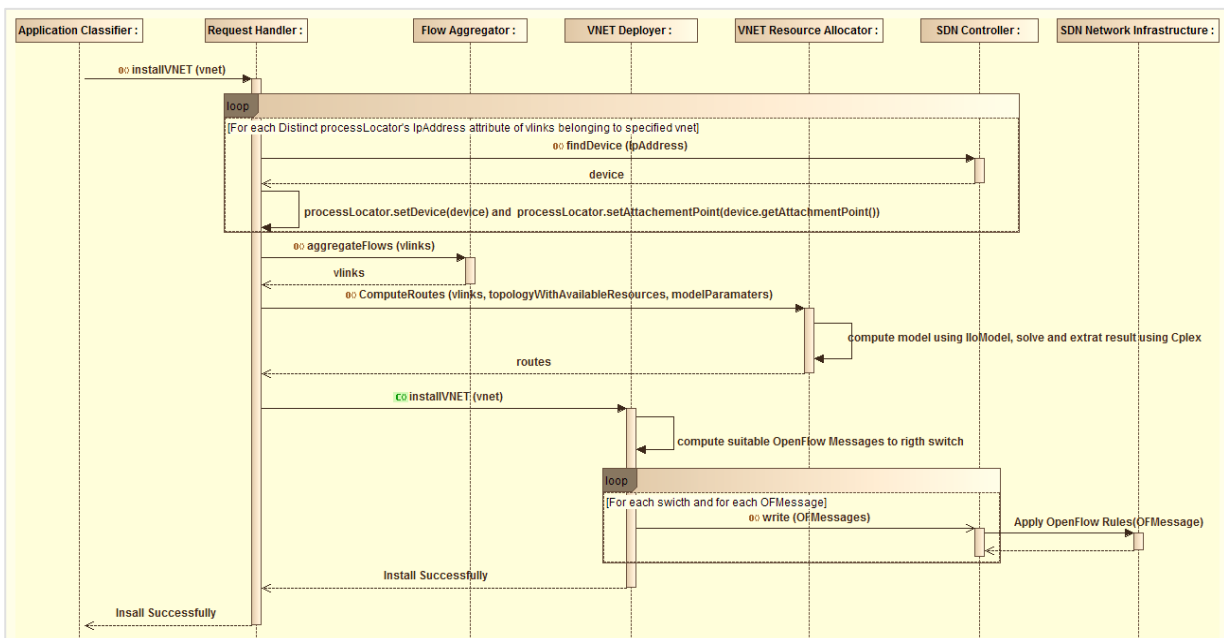 Application Classifier :
Request Handler :
Flow Aggregator :
VNET Deployer :
VNET Resource Allocator :
SDN Controller :
SDN Network Infrastructure :
installVNET (vnet)
loop
[For each Distinct processLocator's IpAddress attribute of vlinks belonging to specified vnet]
findDevice (IpAddress)
device
processLocator.setDevice(device) and processLocator.setAttachementPoint(device.getAttachmentPoint())
aggregateFlows (vlinks)
vlinks
ComputeRoutes (vlinks, topologyWithAvailableResources, modelParamaters)
compute model using IloModel, solve and extrat result using Cplex
routes
installVNET (vnet)
compute suitable OpenFlow Messages to rigth switch
loop
[For each swicth and for each OFMessage]
write (OFMessages)
Apply OpenFlow Rules(OFMessage)
Install Successfully
Insall Successfully